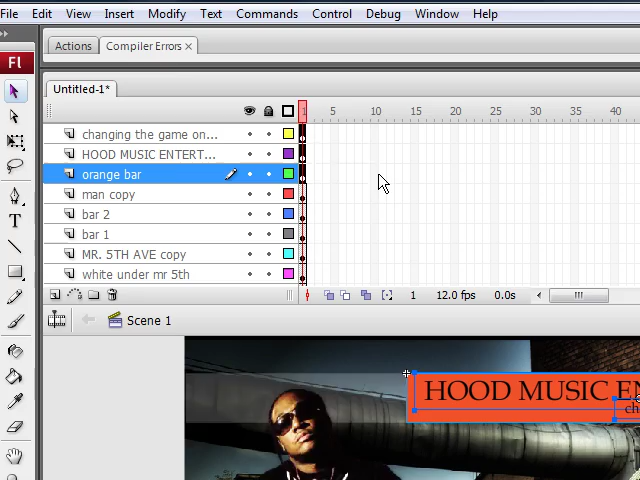 File Edit View Insert Modify Text Commands Control Debug Window Help
Actions Compiler Errors ×
Fl
Untitled-1* 
1 5 10 15 20 25 30 35 40
changing the game on...
HOOD MUSIC ENTERT...
orange bar
man copy
bar 2
bar 1
MR. 5TH AVE copy
white under mr 5th
1 12.0 fps 0.0s
Scene 1
HOOD MUSIC EN
ch
T